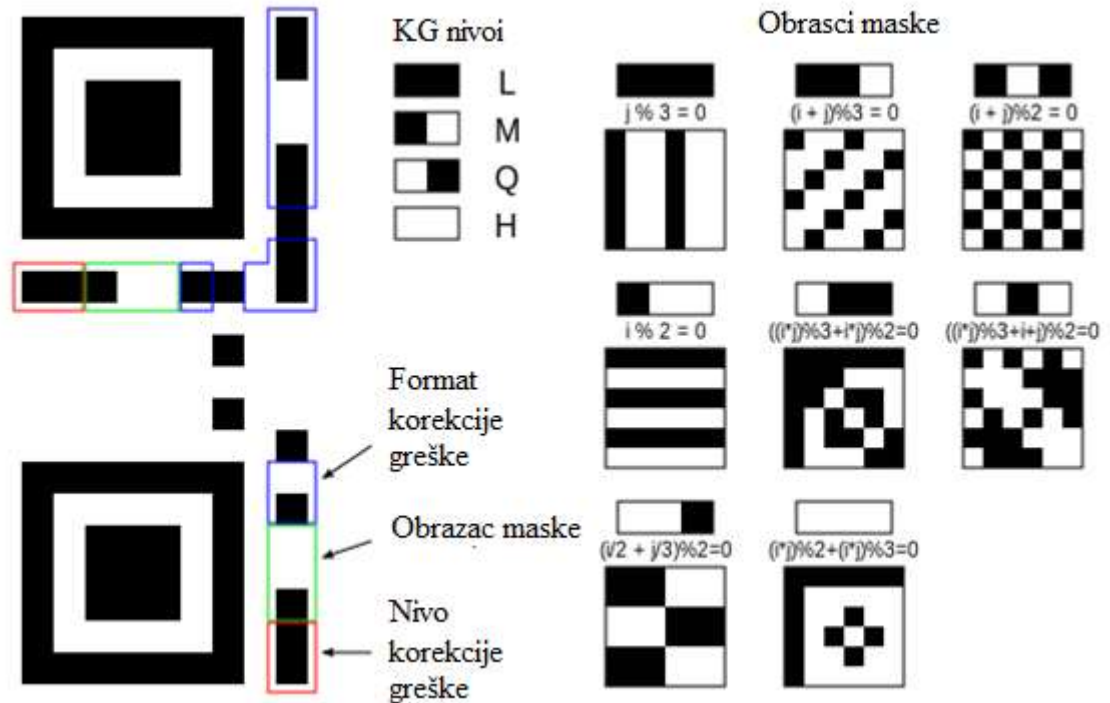 KG nivoi
L
M
Q
H
Format
korekcije
greške
Obrazac maske
Nivo
korekcije
greške
Obrasci maske
j % 3 = 0
(i + j)%3 = 0
(i + j)%2 = 0
i % 2 = 0
((i*j)%3+i*j)%2=0
((i*j)%3+i+j)%2=0
(i/2 + j/3)%2=0
(i*j)%2+(i*j)%3=0